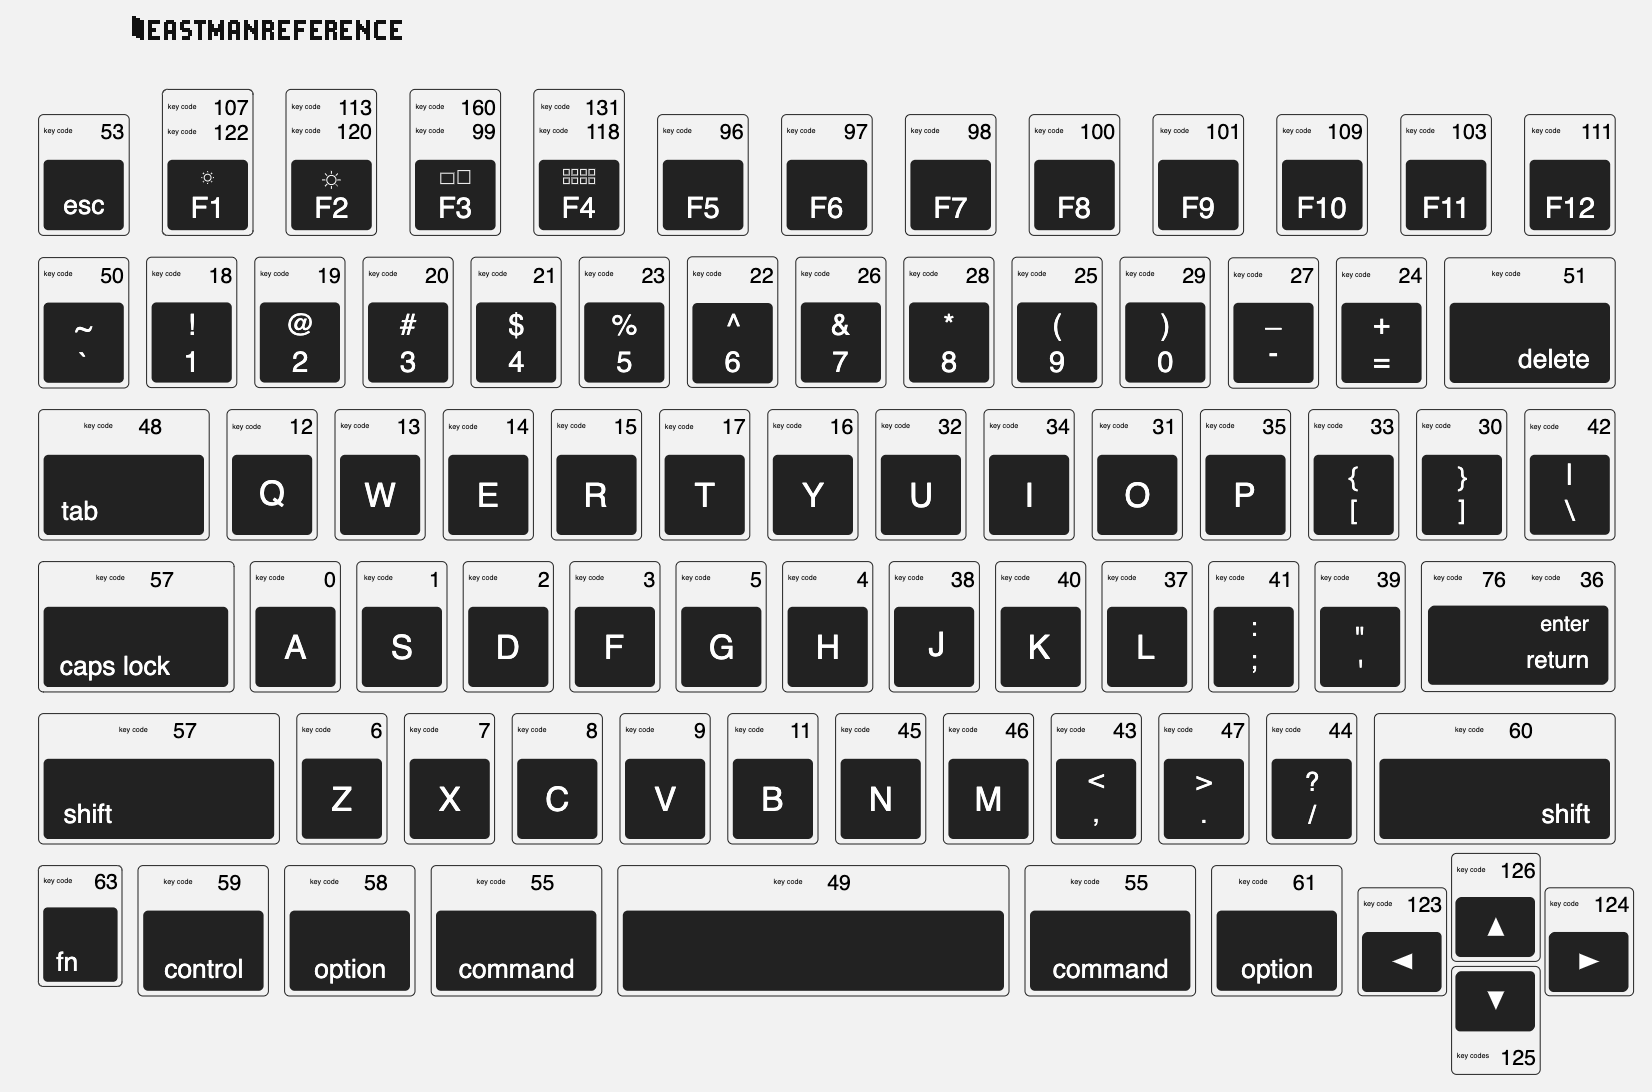 EASTMANREFERENCE
key code 107 key code 113 key code 160 key code 131
key code 53 key code 122 key code 120 key code 99 key code 118 key code 96 key code 97 key code 98 key code 100 key code 101 key code 109 key code 103 key code 111
esc F1 F2 F3 F4 F5 F6 F7 F8 F9 F10 F11 F12
key code 50 key code 18 key code 19 key code 20 key code 21 key code 23 key code 22 key code 26 key code 28 key code 25 key code 29 key code 27 key code 24 key code 51
~ ! @ # $ % ^ & * ( ) _ +
` 1 2 3 4 5 6 7 8 9 0 - = delete
key code 48 key code 12 key code 13 key code 14 key code 15 key code 17 key code 16 key code 32 key code 34 key code 31 key code 35 key code 33 key code 30 key code 42
{ } |
tab Q W E R T Y U I O P [ ] \
key code 57 key code 0 key code 1 key code 2 key code 3 key code 5 key code 4 key code 38 key code 40 key code 37 key code 41 key code 39 key code 76 key code 36
: " enter
caps lock A S D F G H J K L ; ' return
key code 57 key code 6 key code 7 key code 8 key code 9 key code 11 key code 45 key code 46 key code 43 key code 47 key code 44 key code 60
< > ?
shift Z X C V B N M , . / shift
key code 63 key code 59 key code 58 key code 55 key code 49 key code 55 key code 61 key code 123 key code 126 key code 124
fn control option command command option ◀ ▲ ▼ ▶
key codes 125